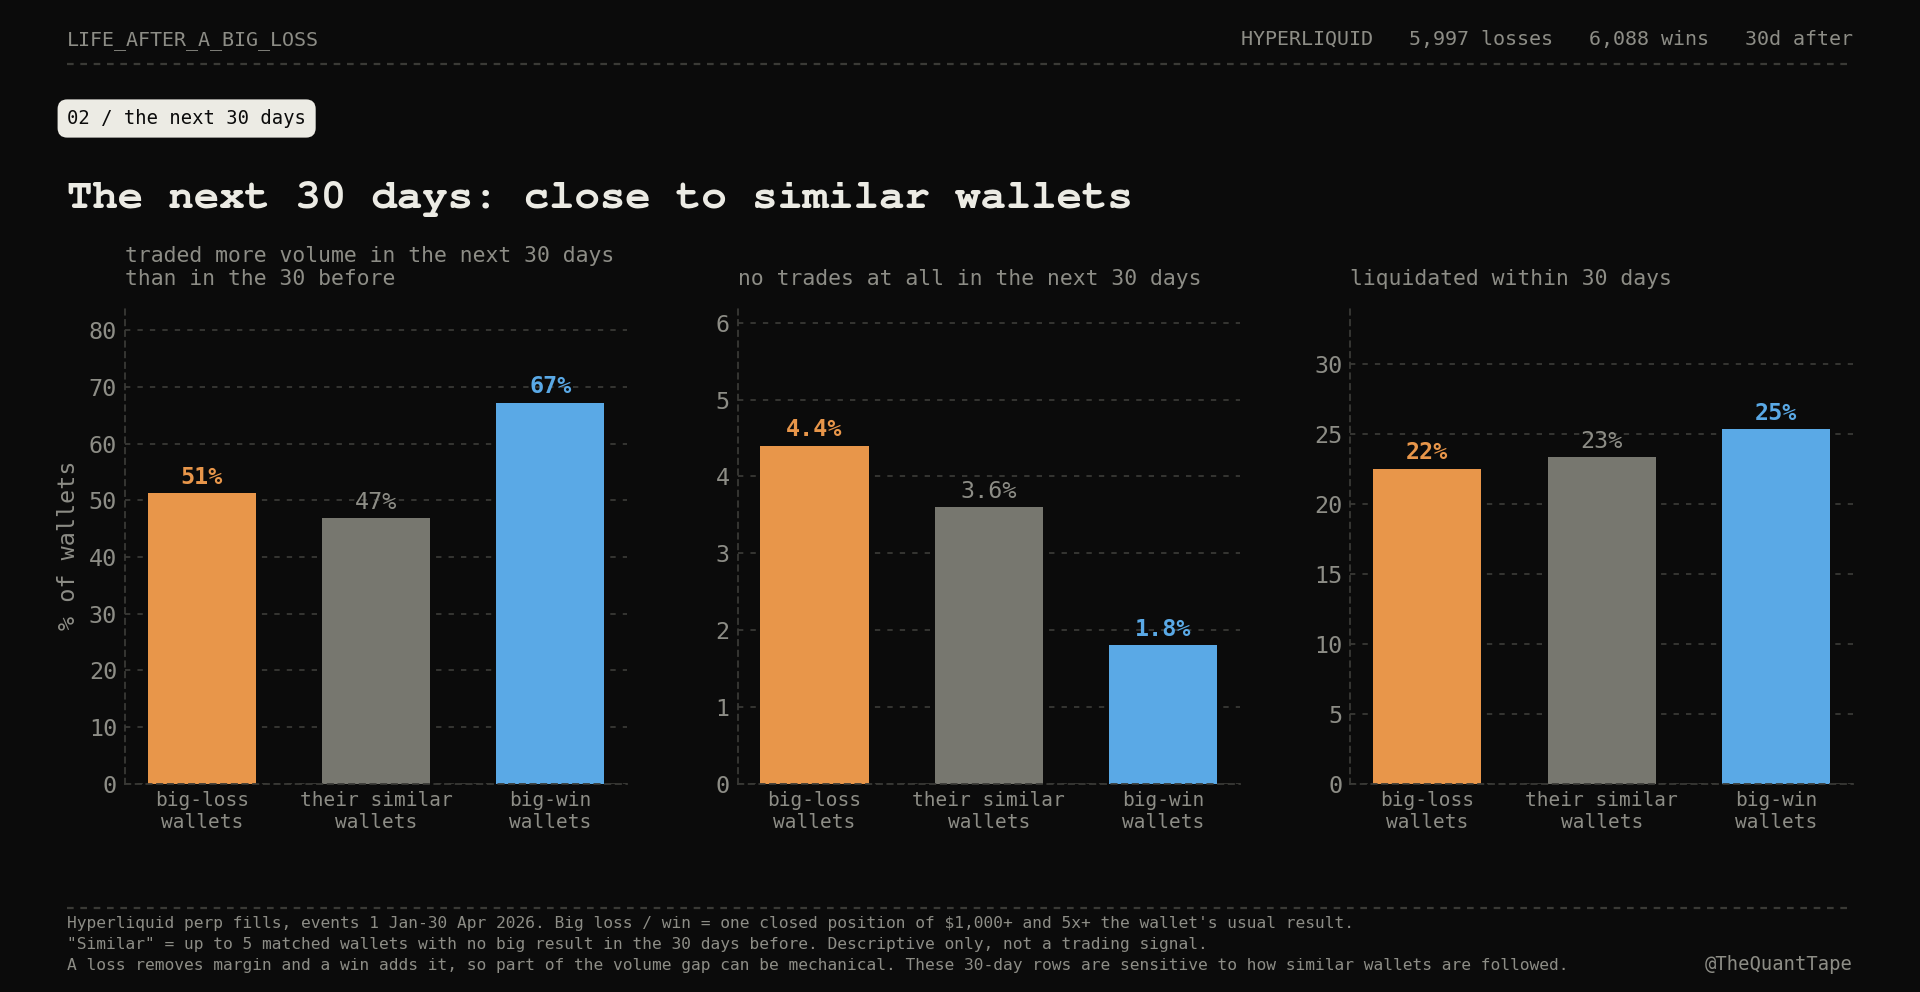 LIFE_AFTER_A_BIG_LOSS
HYPERLIQUID 5,997 losses 6,088 wins 30d after
02 / the next 30 days
The next 30 days: close to similar wallets
traded more volume in the next 30 days
than in the 30 before
% of wallets
80
70
60
50
40
30
20
10
0
51%
47%
67%
big-loss
wallets
their similar
wallets
big-win
wallets
no trades at all in the next 30 days
6
5
4
3
2
1
0
4.4%
3.6%
1.8%
big-loss
wallets
their similar
wallets
big-win
wallets
liquidated within 30 days
30
25
20
15
10
5
0
22%
23%
25%
big-loss
wallets
their similar
wallets
big-win
wallets
Hyperliquid perp fills, events 1 Jan-30 Apr 2026. Big loss / win = one closed position of $1,000+ and 5x+ the wallet's usual result.
"Similar" = up to 5 matched wallets with no big result in the 30 days before. Descriptive only, not a trading signal.
A loss removes margin and a win adds it, so part of the volume gap can be mechanical. These 30-day rows are sensitive to how similar wallets are followed.
@TheQuantTape